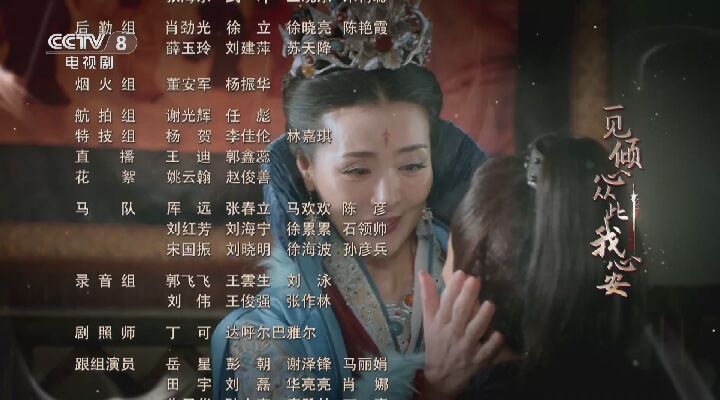 CCTV 8
电视剧
后勤组 肖劲光 徐立 徐晓亮 陈艳霞
薛玉玲 刘建萍 苏天降
烟火组 董安军 杨振华
航拍组 谢光辉 任彪
特技组 杨贺 李佳伦 林嘉琪
直播 王迪 郭鑫蕊
花絮 姚云翰 赵俊善
马队 厍远 张春立 马欢欢 陈彦
刘红芳 刘海宁 徐累累 石领帅
宋国振 刘晓明 徐海波 孙彦兵
录音组 郭飞飞 王雲生 刘泳
刘伟 王俊强 张作林
剧照师 丁可 达呼尔巴雅尔
跟组演员 岳星 彭朝 谢泽锋 马丽娟
田宇 刘磊 华亮亮 肖娜
一见倾心从此我心安